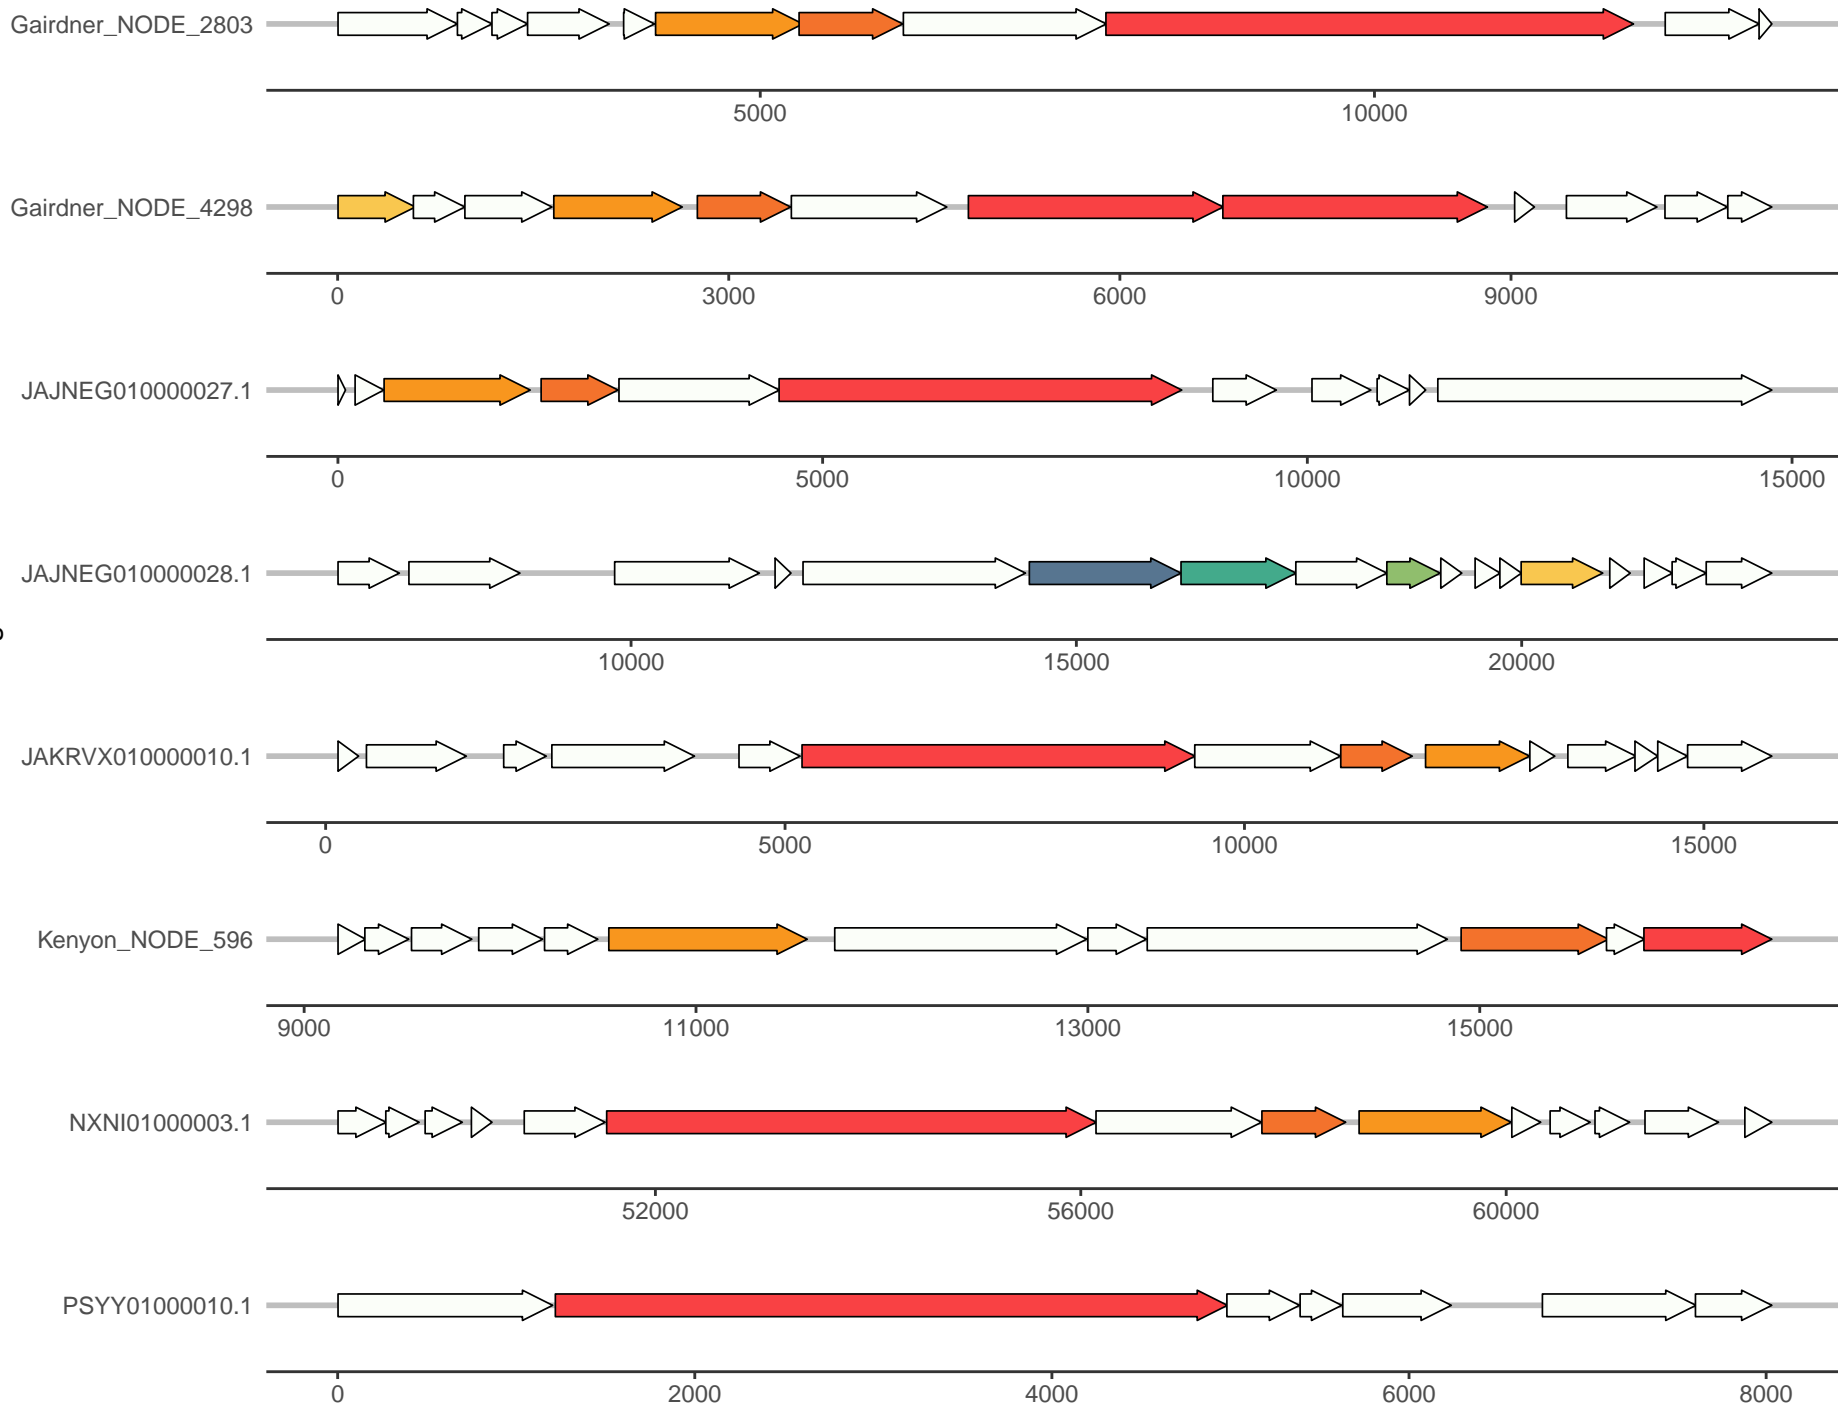 Gairdner_NODE_2803
5000 10000
Gairdner_NODE_4298
0 3000 6000 9000
JAJNEG010000027.1
0 5000 10000 15000
JAJNEG010000028.1
10000 15000 20000
JAKRVX010000010.1
0 5000 10000 15000
Kenyon_NODE_596
9000 11000 13000 15000
NXNI01000003.1
52000 56000 60000
PSYY01000010.1
0 2000 4000 6000 8000